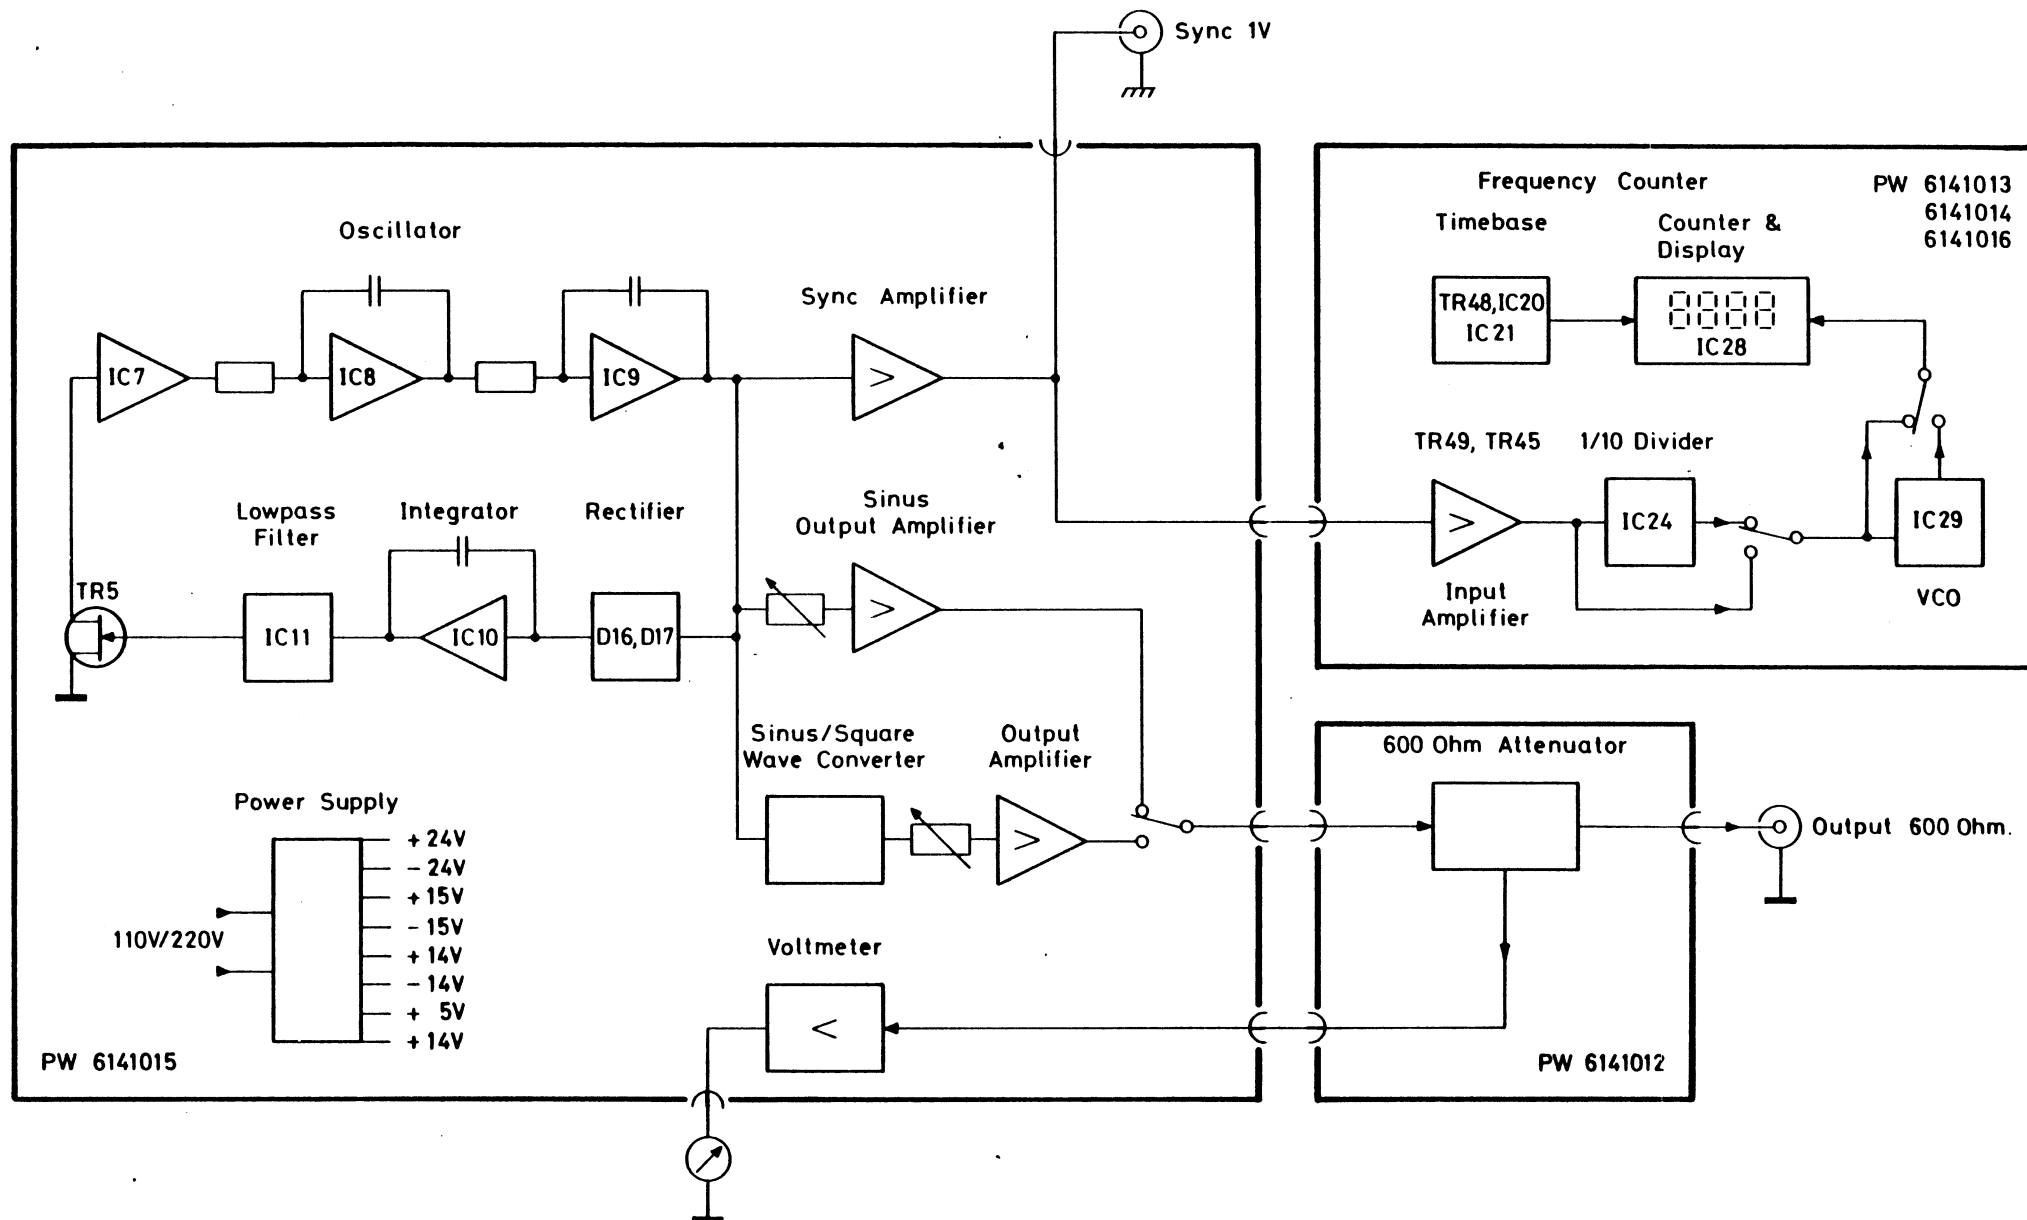 Sync 1V
Frequency Counter
PW 6141013
6141014
6141016
Timebase
Counter &
Display
TR48,IC20
IC21
IC28
Oscillator
Sync Amplifier
IC7
IC8
IC9
>
TR49, TR45
1/10 Divider
>
IC24
IC29
Input
Amplifier
VCO
Lowpass
Filter
Integrator
Rectifier
Sinus
Output Amplifier
TR5
IC11
IC10
D16,D17
>
Sinus/Square
Wave Converter
Output
Amplifier
>
600 Ohm Attenuator
Output 600 Ohm.
Power Supply
+ 24V
- 24V
+ 15V
- 15V
+ 14V
- 14V
+ 5V
+ 14V
110V/220V
Voltmeter
<
PW 6141015
PW 6141012